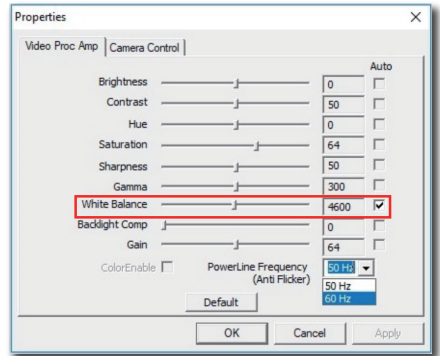 Properties
Video Proc Amp Camera Control
Auto
Brightness 0
Contrast 50
Hue 0
Saturation 64
Sharpness 50
Gamma 300
White Balance 4600
Backlight Comp 0
Gain 64
ColorEnable PowerLine Frequency 50 Hz
(Anti Flicker)
50 Hz
60 Hz
Default
OK Cancel Apply